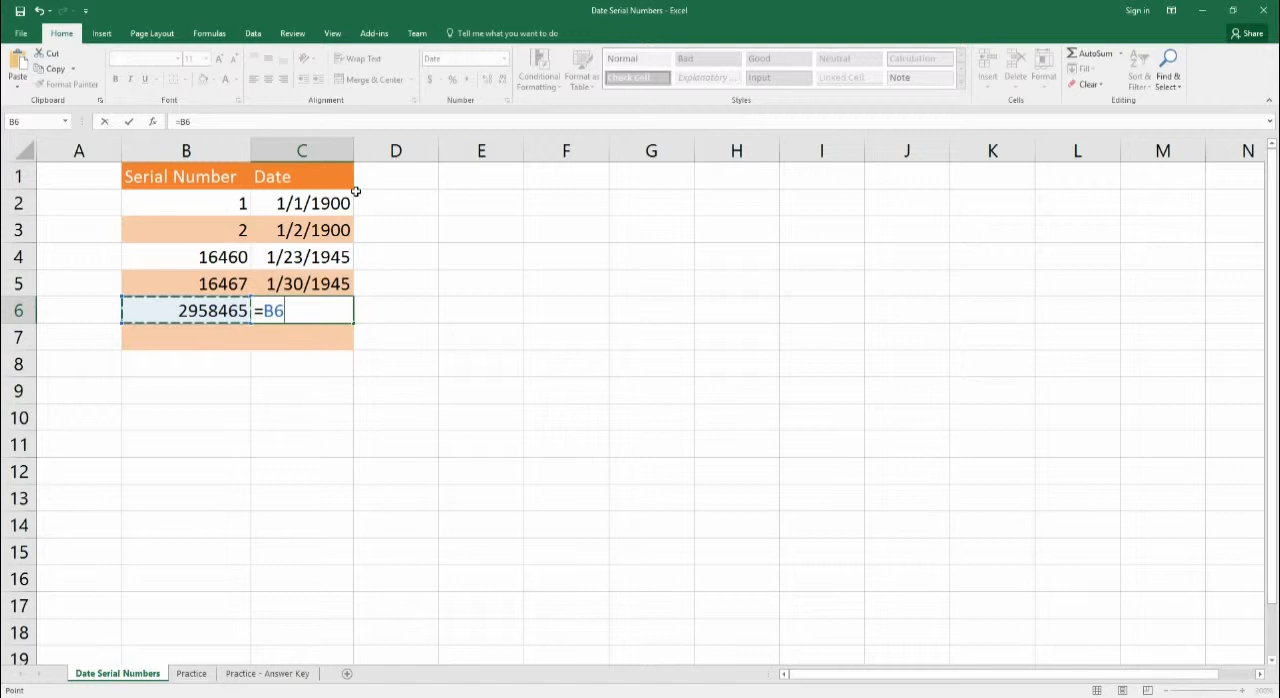 Date Serial Numbers - Excel
Sign in
File Home Insert Page Layout Formulas Data Review View Add-ins Team Tell me what you want to do Share
Paste Cut Copy Format Painter
11
B I U A
Wrap Text
Merge & Center
Date
$ %
Conditional Formatting
Format as Table
Normal Bad Good Neutral Calculation
Check Cell Explanatory ... Input Linked Cell Note
Insert Delete Format
AutoSum
Fill
Clear
Sort & Filter
Find & Select
Clipboard Font Alignment Number Styles Cells Editing
B6 fx =B6
A B C D E F G H I J K L M N
1 Serial Number Date
2 1 1/1/1900
3 2 1/2/1900
4 16460 1/23/1945
5 16467 1/30/1945
6 2958465 =B6
7
8
9
10
11
12
13
14
15
16
17
18
19
Date Serial Numbers Practice Practice - Answer Key
Point
200%